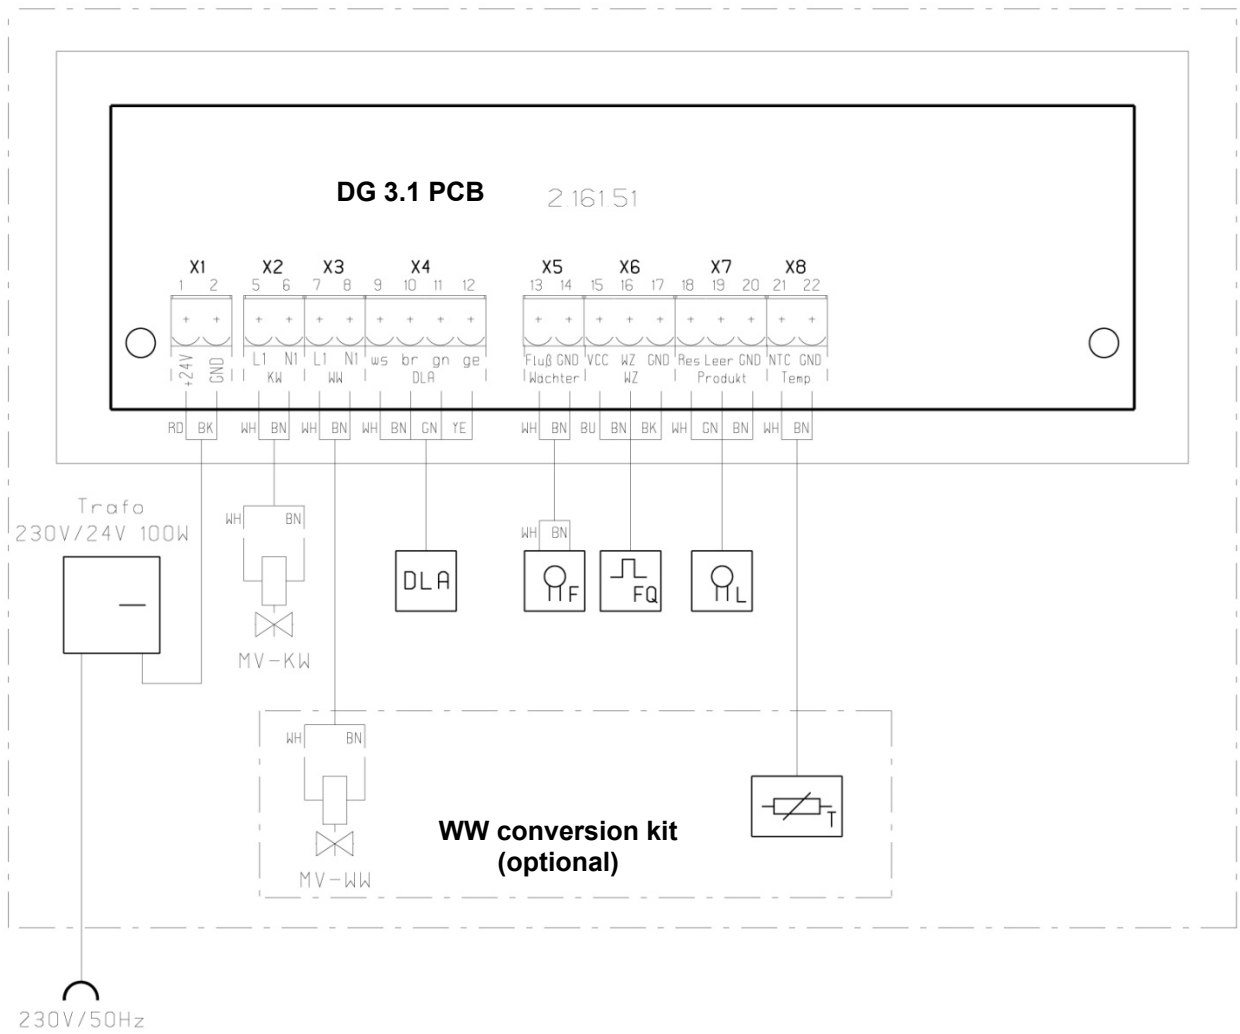 DG 3.1 PCB 2.161.51
X1 X2 X3 X4 X5 X6 X7 X8
1 2 5 6 7 8 9 10 11 12 13 14 15 16 17 18 19 20 21 22
+24V GND L1 N1 L1 N1 ws br gn ge Fluß GND VCC WZ GND Res Leer GND NTC GND
KW WW DLA Wachter WZ Produkt Temp
RD BK WH BN WH BN WH BN GN YE WH BN BU BN BK WH GN BN WH BN
Trafo
230V/24V 100W
WH BN
WH BN
DLA
F
FQ
L
MV-KW
WH BN
WW conversion kit
(optional)
T
MV-WW
230V/50Hz